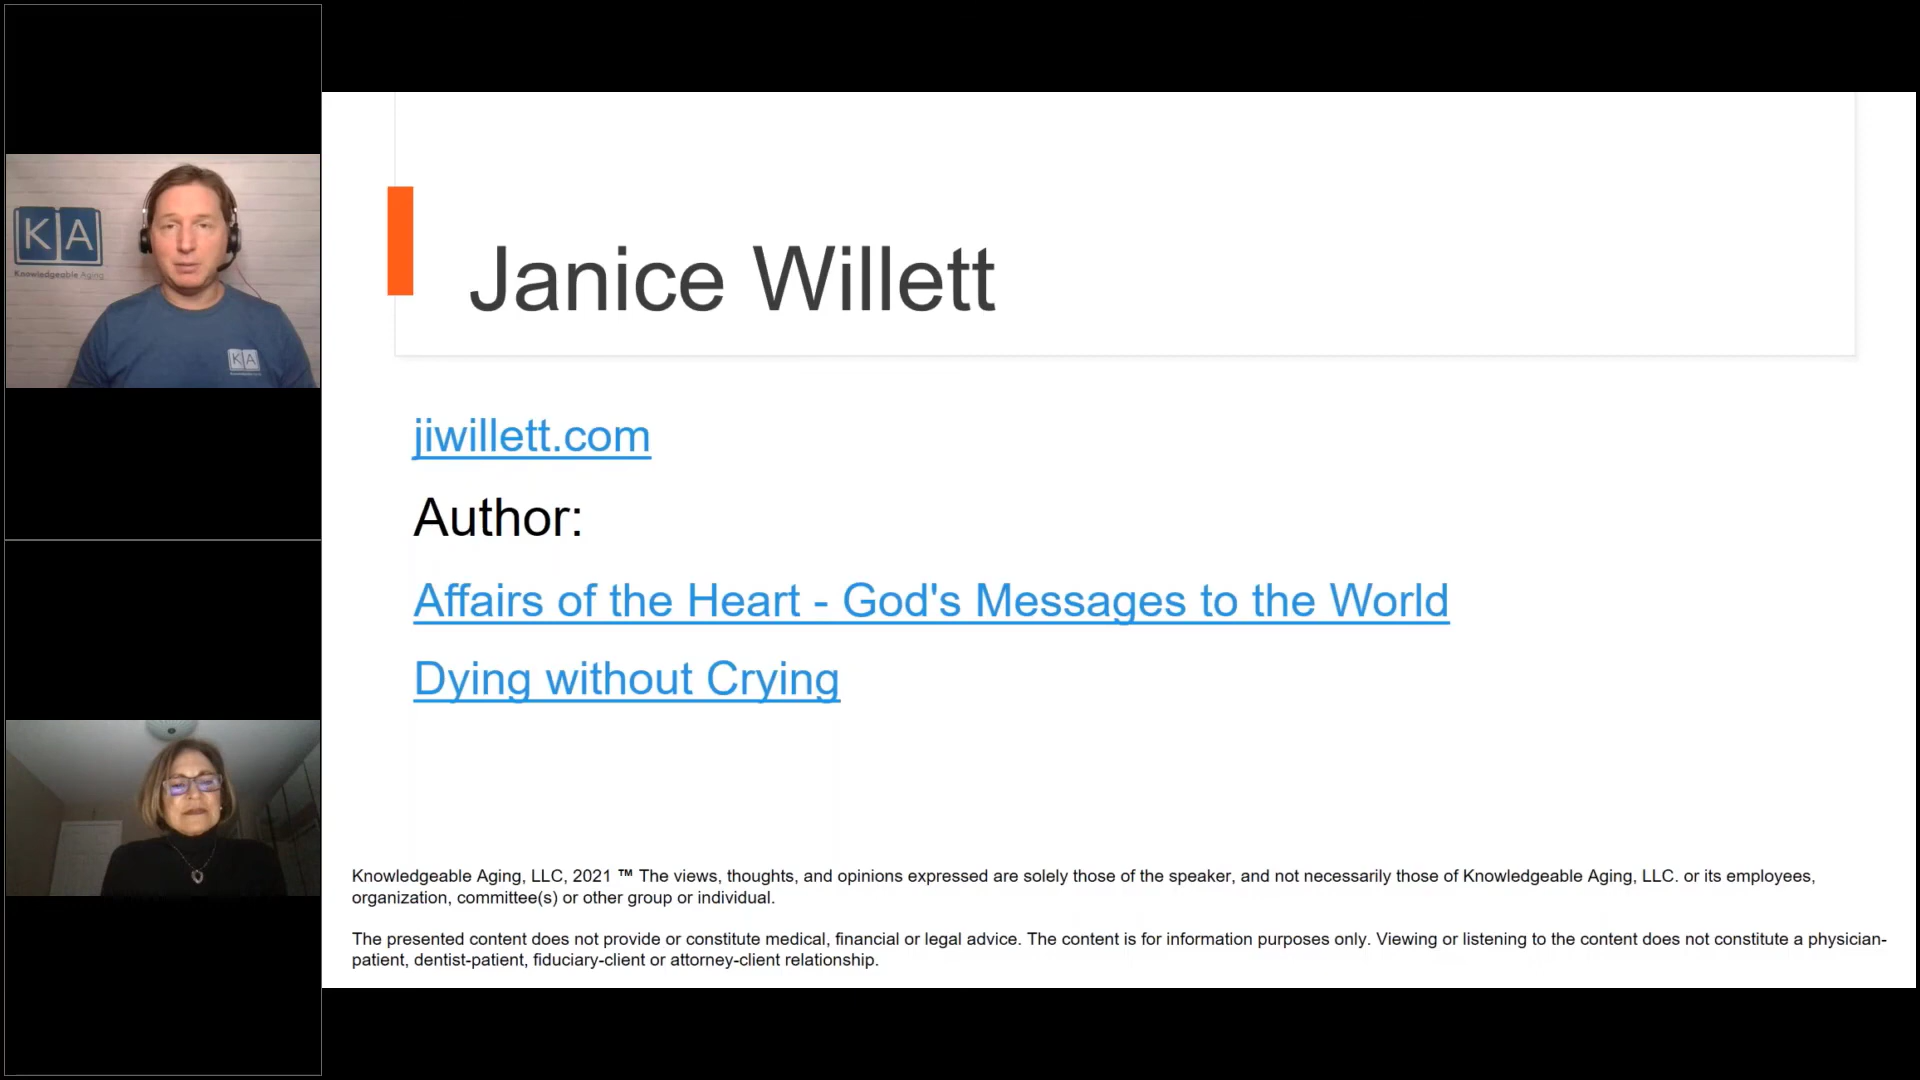 K A
Knowledgeable Aging
K A
Janice Willett
jiwillett.com
Author:
Affairs of the Heart - God's Messages to the World
Dying without Crying
Knowledgeable Aging, LLC, 2021 ™ The views, thoughts, and opinions expressed are solely those of the speaker, and not necessarily those of Knowledgeable Aging, LLC. or its employees,
organization, committee(s) or other group or individual.
The presented content does not provide or constitute medical, financial or legal advice. The content is for information purposes only. Viewing or listening to the content does not constitute a physician-
patient, dentist-patient, fiduciary-client or attorney-client relationship.